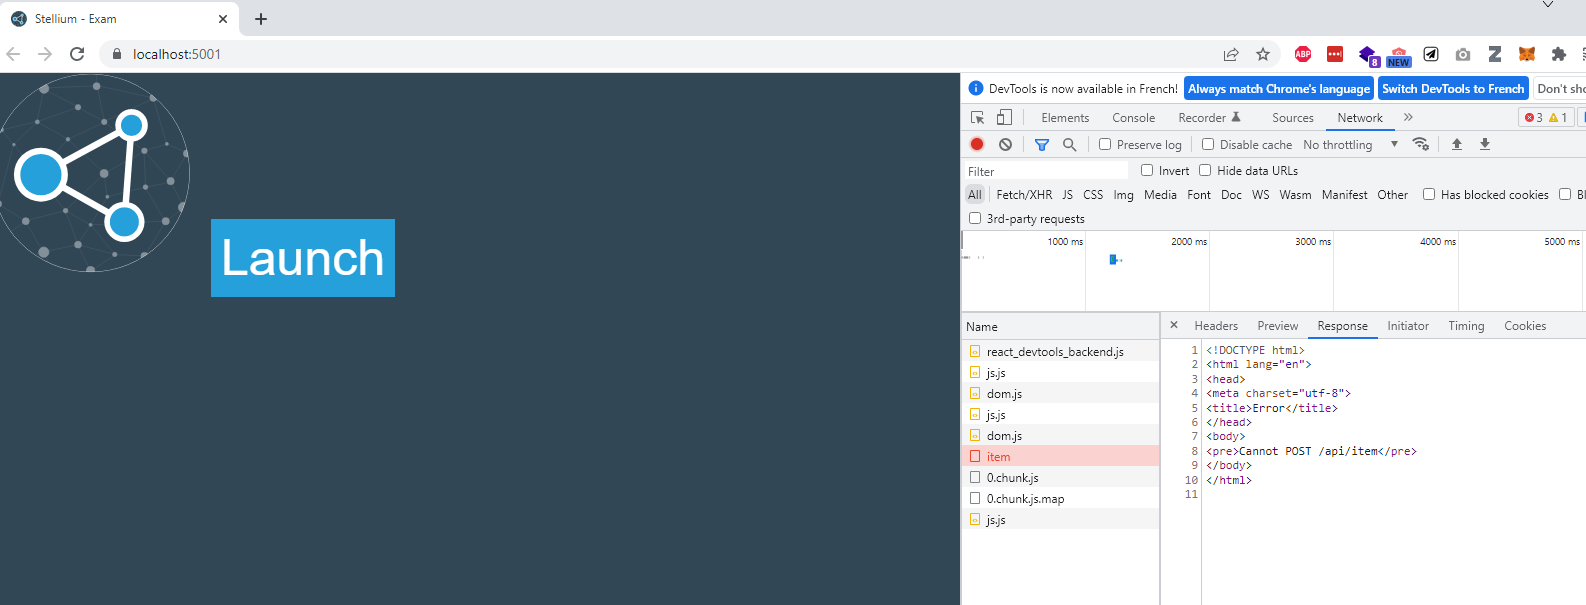 Stellium - Exam
localhost:5001
ABP
8
NEW
Launch
DevTools is now available in French!
Always match Chrome's language
Switch DevTools to French
Elements
Console
Recorder
Sources
Network
3
1
Preserve log
Disable cache
No throttling
Filter
Invert
Hide data URLs
All
Fetch/XHR
JS
CSS
Img
Media
Font
Doc
WS
Wasm
Manifest
Other
Has blocked cookies
3rd-party requests
1000 ms
2000 ms
3000 ms
4000 ms
5000 ms
Name
react_devtools_backend.js
js.js
dom.js
js.js
dom.js
item
0.chunk.js
0.chunk.js.map
js.js
Headers
Preview
Response
Initiator
Timing
Cookies
1 <!DOCTYPE html>
2 <html lang="en">
3 <head>
4 <meta charset="utf-8">
5 <title>Error</title>
6 </head>
7 <body>
8 <pre>Cannot POST /api/item</pre>
9 </body>
10 </html>
11